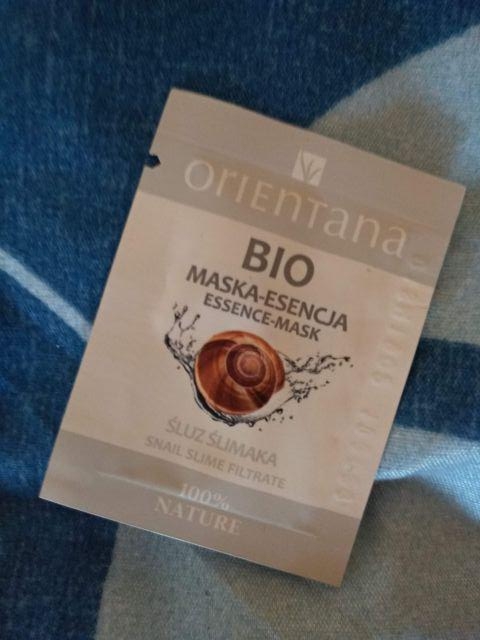 ORIENTANA
BIO
MASKA-ESENCJA
ESSENCE-MASK
ŚLUZ ŚLIMAKA
SNAIL SLIME FILTRATE
100%
NATURE